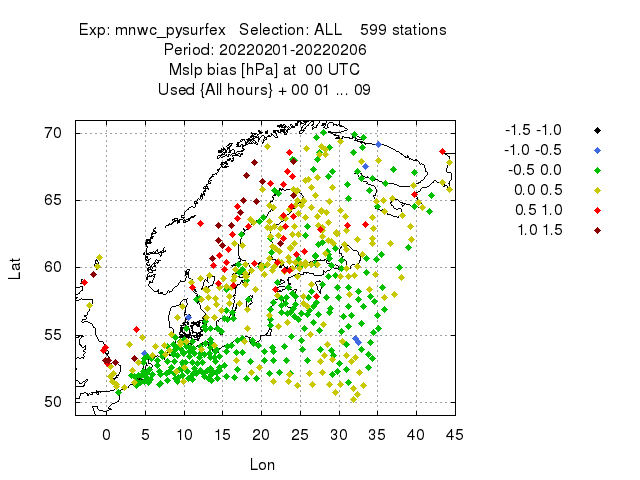 Exp: mnwc_pysurfex   Selection: ALL    599 stations
Period: 20220201-20220206
Mslp bias [hPa] at  00 UTC
Used {All hours} + 00 01 ... 09
-1.5 -1.0
-1.0 -0.5
-0.5 0.0
0.0 0.5
0.5 1.0
1.0 1.5
70
65
60
55
50
Lat
0 5 10 15 20 25 30 35 40 45
Lon